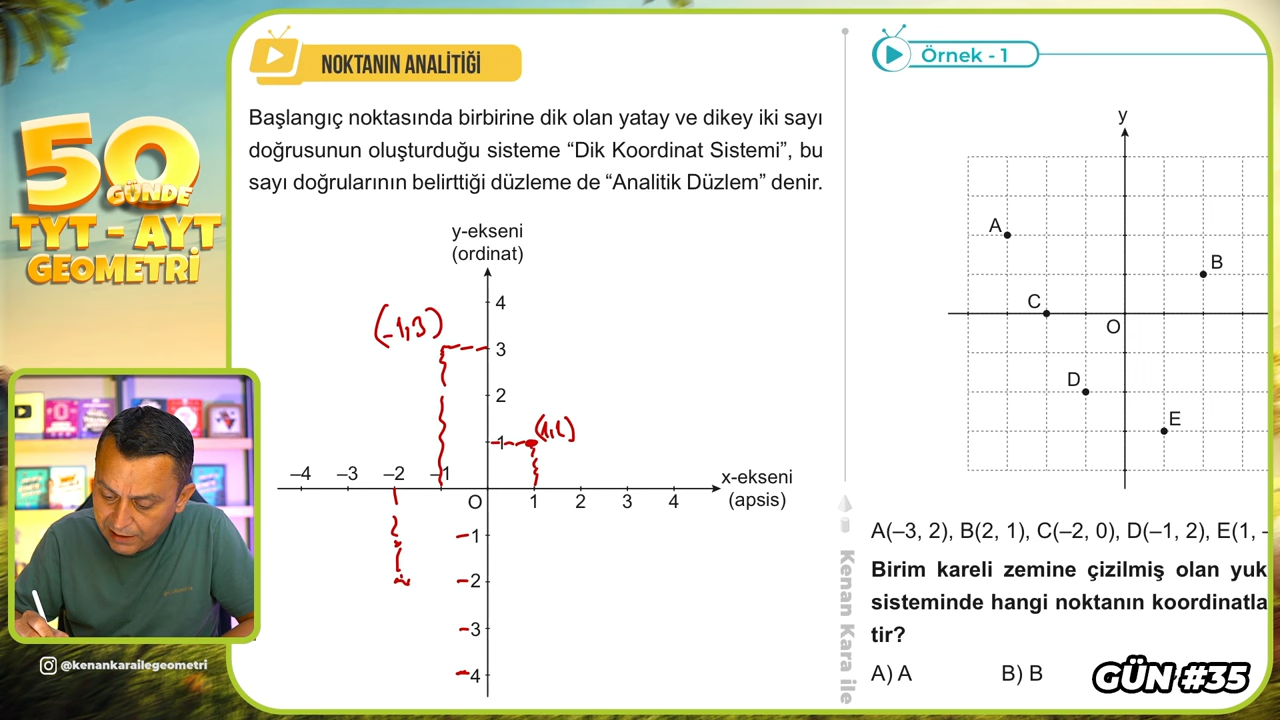 50
GÜNDE
TYT - AYT
GEOMETRİ
@kenankarailegeometri
NOKTANIN ANALİTİĞİ
Başlangıç noktasında birbirine dik olan yatay ve dikey iki sayı
doğrusunun oluşturduğu sisteme “Dik Koordinat Sistemi”, bu
sayı doğrularının belirttiği düzleme de “Analitik Düzlem” denir.
y-ekseni
(ordinat)
4
(-1,3)
3
2
1
–4 –3 –2 –1
x-ekseni
(apsis)
O 1 2 3 4
–1
–2
–3
–4
Kenan Kara ile
Örnek - 1
y
A
B
C
O
D
E
A(–3, 2), B(2, 1), C(–2, 0), D(–1, 2), E(1, -
Birim kareli zemine çizilmiş olan yuk
sisteminde hangi noktanın koordinatla
tir?
A) A B) B
GÜN #35